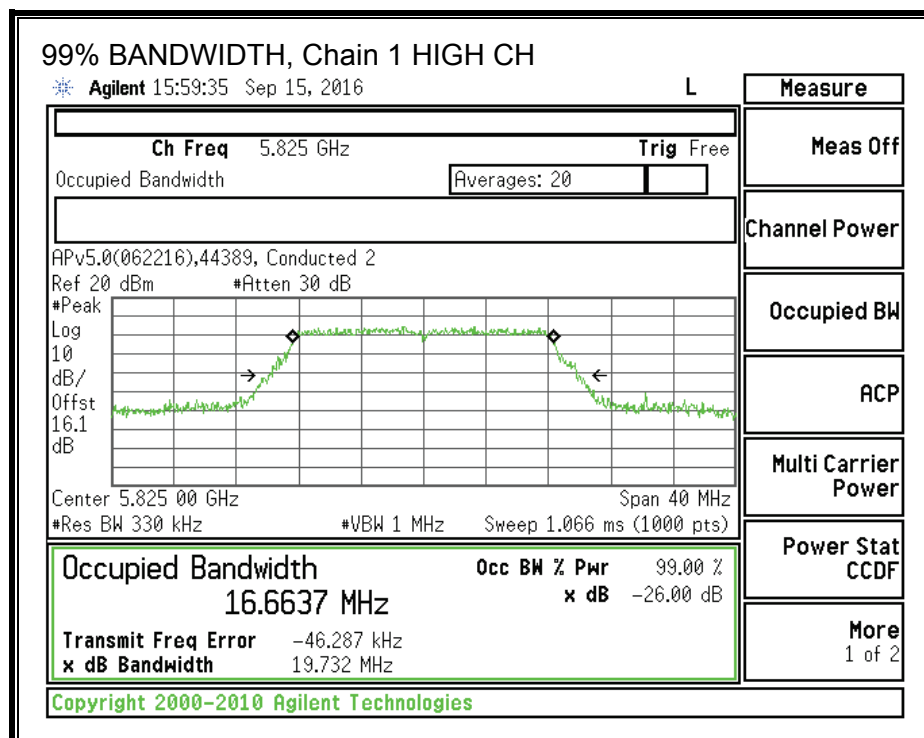 99% BANDWIDTH, Chain 1 HIGH CH
Agilent 15:59:35 Sep 15, 2016 L
Measure
Ch Freq 5.825 GHz Trig Free
Meas Off
Occupied Bandwidth Averages: 20
Channel Power
APv5.0(062216),44389, Conducted 2
Ref 20 dBm #Atten 30 dB
#Peak
Log
10
dB/
Offst
16.1
dB
Occupied BW
ACP
Multi Carrier
Power
Center 5.825 00 GHz Span 40 MHz
#Res BW 330 kHz #VBW 1 MHz Sweep 1.066 ms (1000 pts)
Power Stat
CCDF
Occupied Bandwidth Occ BW % Pwr 99.00 %
16.6637 MHz x dB -26.00 dB
Transmit Freq Error -46.287 kHz
x dB Bandwidth 19.732 MHz
More
1 of 2
Copyright 2000-2010 Agilent Technologies